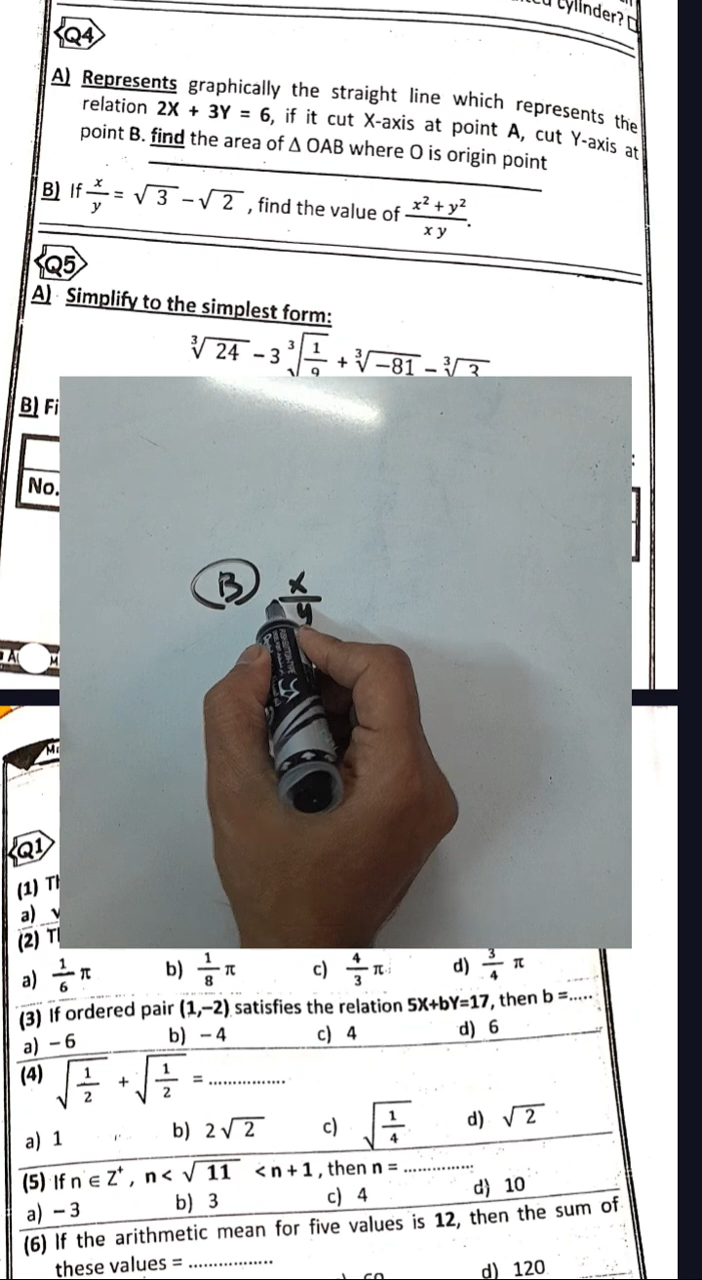 cylinder?
Q4
A) Represents graphically the straight line which represents the
relation 2X + 3Y = 6, if it cut X-axis at point A, cut Y-axis at
point B. find the area of Δ OAB where O is origin point
B) If x/y = √3 − √2 , find the value of (x² + y²)/(x y).
Q5
A) Simplify to the simplest form:
∛24 − 3 ∛(1/9) + ∛−81 − ∛3
B) Fi
No.
B x/y
Q1
(1) Th
a)
(2) Th
a) 1/6 π b) 1/8 π c) 4/3 π d) 3/4 π
(3) If ordered pair (1,−2) satisfies the relation 5X+bY=17, then b =.....
a) − 6 b) − 4 c) 4 d) 6
(4) √(1/2) + √(1/2) = ................
a) 1 b) 2√2 c) √(1/4) d) √2
(5) If n ∈ Z⁺ , n < √11 < n + 1 , then n = ..............
a) − 3 b) 3 c) 4 d) 10
(6) If the arithmetic mean for five values is 12, then the sum of
these values = .................
d) 120